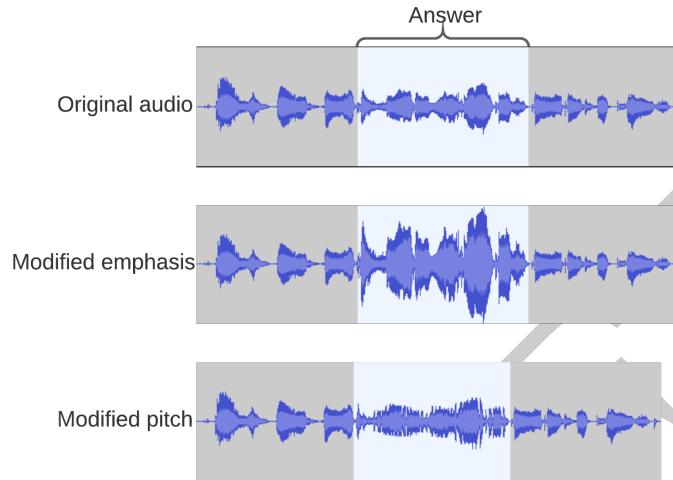 Answer
Original audio
Modified emphasis
Modified pitch